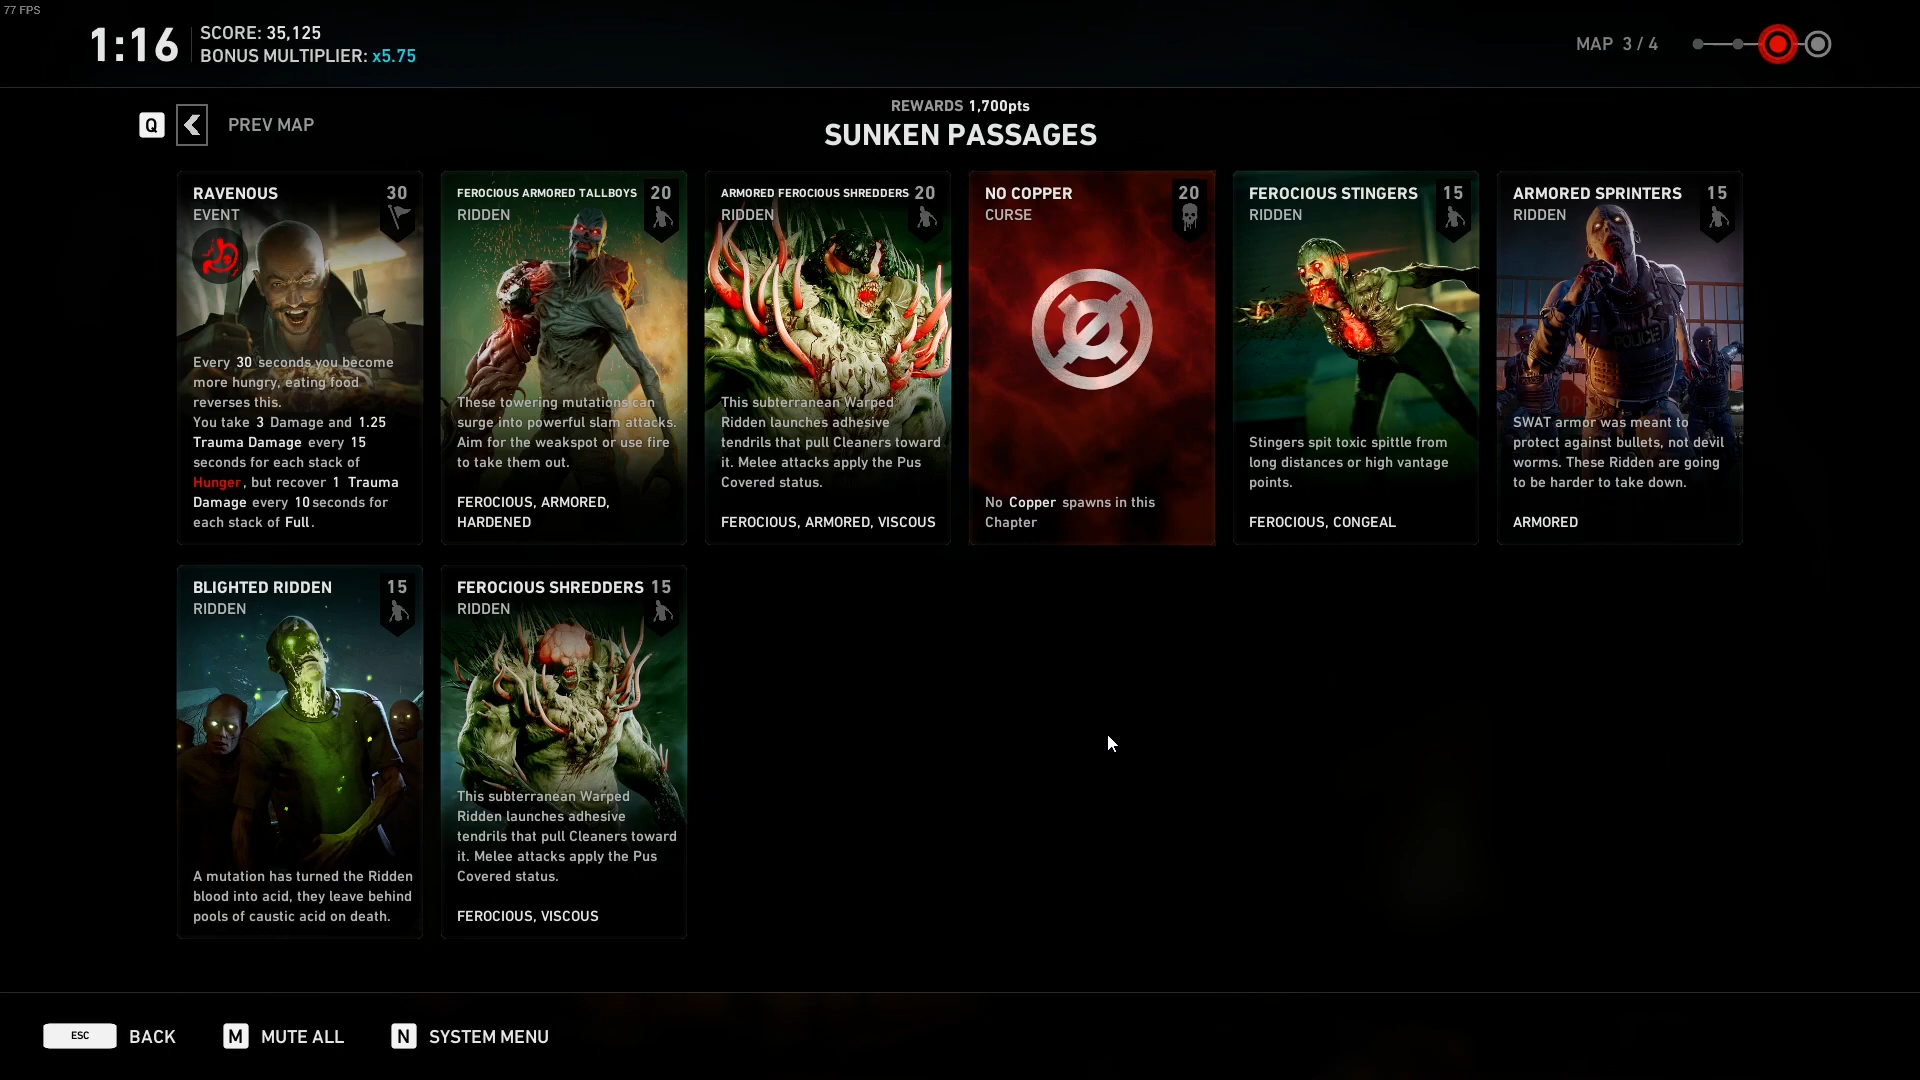 77 FPS
1:16
SCORE: 35,125
BONUS MULTIPLIER: x5.75
MAP 3 / 4
Q
PREV MAP
REWARDS 1,700pts
SUNKEN PASSAGES
RAVENOUS 30
EVENT
Every 30 seconds you become
more hungry, eating food
reverses this.
You take 3 Damage and 1.25
Trauma Damage every 15
seconds for each stack of
Hunger, but recover 1 Trauma
Damage every 10 seconds for
each stack of Full.
FEROCIOUS ARMORED TALLBOYS 20
RIDDEN
These towering mutations can
surge into powerful slam attacks.
Aim for the weakspot or use fire
to take them out.
FEROCIOUS, ARMORED,
HARDENED
ARMORED FEROCIOUS SHREDDERS 20
RIDDEN
This subterranean Warped
Ridden launches adhesive
tendrils that pull Cleaners toward
it. Melee attacks apply the Pus
Covered status.
FEROCIOUS, ARMORED, VISCOUS
NO COPPER 20
CURSE
No Copper spawns in this
Chapter
FEROCIOUS STINGERS 15
RIDDEN
Stingers spit toxic spittle from
long distances or high vantage
points.
FEROCIOUS, CONGEAL
ARMORED SPRINTERS 15
RIDDEN
POLICE
SWAT armor was meant to
protect against bullets, not devil
worms. These Ridden are going
to be harder to take down.
ARMORED
BLIGHTED RIDDEN 15
RIDDEN
A mutation has turned the Ridden
blood into acid, they leave behind
pools of caustic acid on death.
FEROCIOUS SHREDDERS 15
RIDDEN
This subterranean Warped
Ridden launches adhesive
tendrils that pull Cleaners toward
it. Melee attacks apply the Pus
Covered status.
FEROCIOUS, VISCOUS
ESC BACK
M MUTE ALL
N SYSTEM MENU